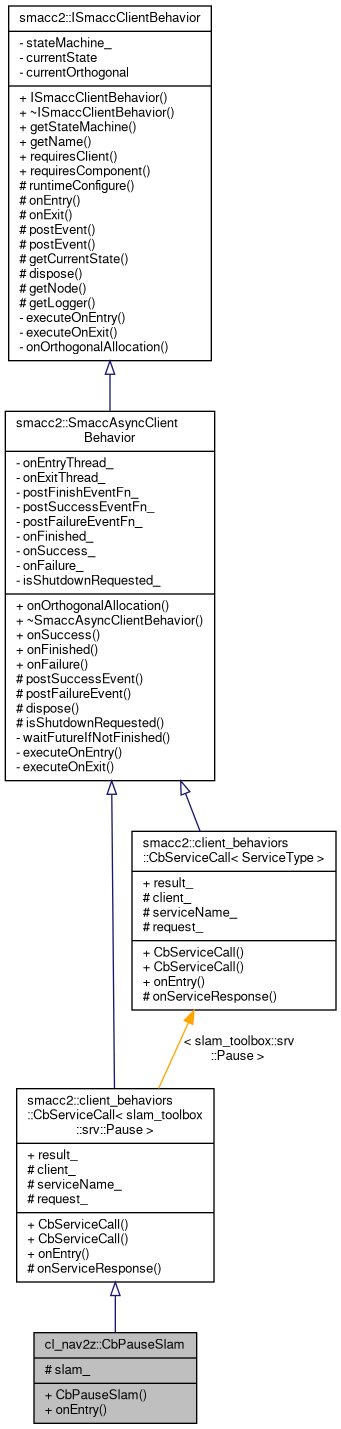 smacc2::ISmaccClientBehavior
- stateMachine_
- currentState
- currentOrthogonal
+ ISmaccClientBehavior()
+ ~ISmaccClientBehavior()
+ getStateMachine()
+ getName()
+ requiresClient()
+ requiresComponent()
# runtimeConfigure()
# onEntry()
# onExit()
# postEvent()
# postEvent()
# getCurrentState()
# dispose()
# getNode()
# getLogger()
- executeOnEntry()
- executeOnExit()
- onOrthogonalAllocation()
smacc2::SmaccAsyncClient
Behavior
- onEntryThread_
- onExitThread_
- postFinishEventFn_
- postSuccessEventFn_
- postFailureEventFn_
- onFinished_
- onSuccess_
- onFailure_
- isShutdownRequested_
+ onOrthogonalAllocation()
+ ~SmaccAsyncClientBehavior()
+ onSuccess()
+ onFinished()
+ onFailure()
# postSuccessEvent()
# postFailureEvent()
# dispose()
# isShutdownRequested()
- waitFutureIfNotFinished()
- executeOnEntry()
- executeOnExit()
smacc2::client_behaviors
::CbServiceCall< ServiceType >
+ result_
# client_
# serviceName_
# request_
+ CbServiceCall()
+ CbServiceCall()
+ onEntry()
# onServiceResponse()
< slam_toolbox::srv
::Pause >
smacc2::client_behaviors
::CbServiceCall< slam_toolbox
::srv::Pause >
+ result_
# client_
# serviceName_
# request_
+ CbServiceCall()
+ CbServiceCall()
+ onEntry()
# onServiceResponse()
cl_nav2z::CbPauseSlam
# slam_
+ CbPauseSlam()
+ onEntry()